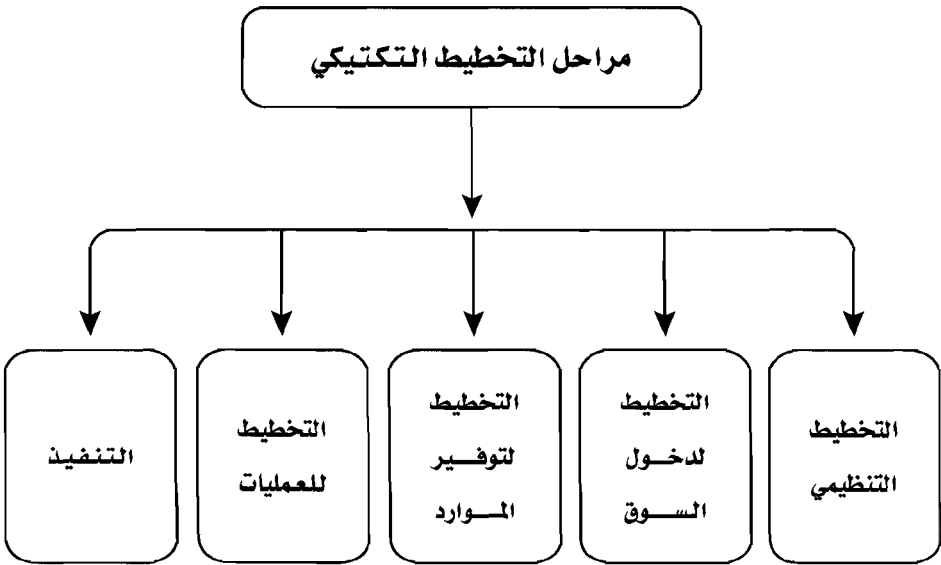 مراحل التخطيط التكتيكي
التخطيط
التنظيمي
التخطيط
لدخول
السوق
التخطيط
لتوفير
الموارد
التخطيط
للعمليات
التنفيذ